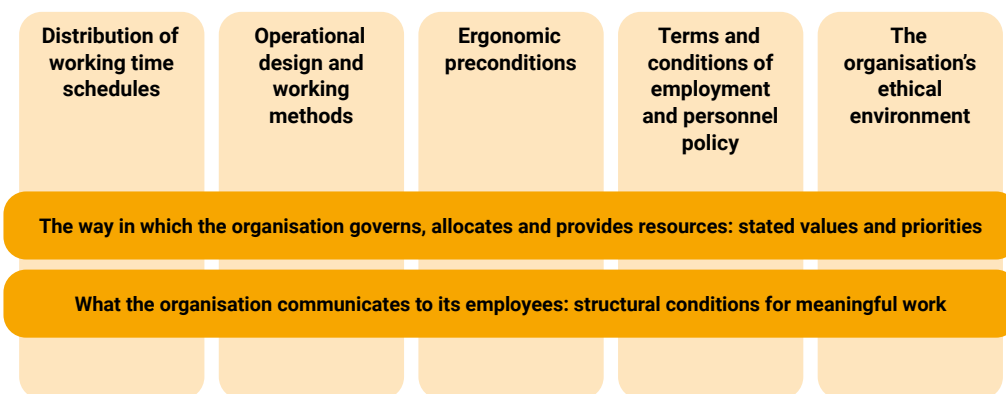 Distribution of
working time
schedules
Operational
design and
working
methods
Ergonomic
preconditions
Terms and
conditions of
employment
and personnel
policy
The
organisation's
ethical
environment
The way in which the organisation governs, allocates and provides resources: stated values and priorities
What the organisation communicates to its employees: structural conditions for meaningful work